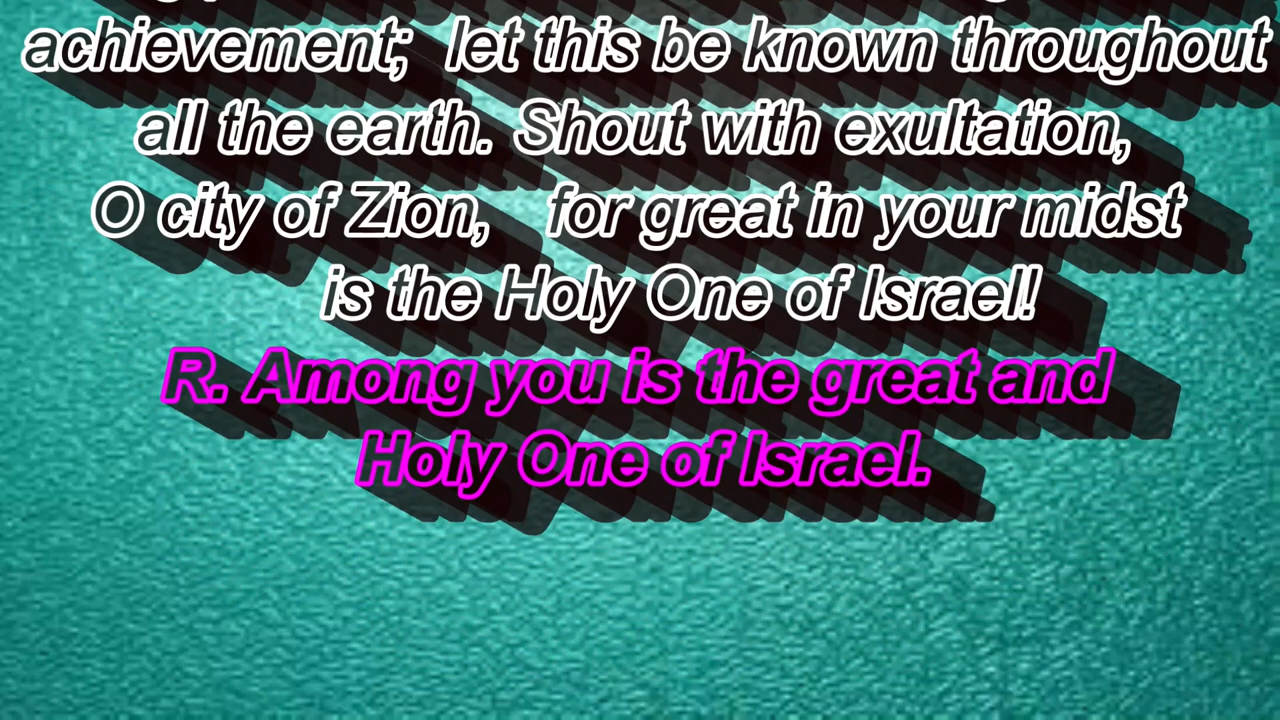 achievement; let this be known throughout
all the earth. Shout with exultation,
O city of Zion, for great in your midst
is the Holy One of Israel!
R. Among you is the great and
Holy One of Israel.